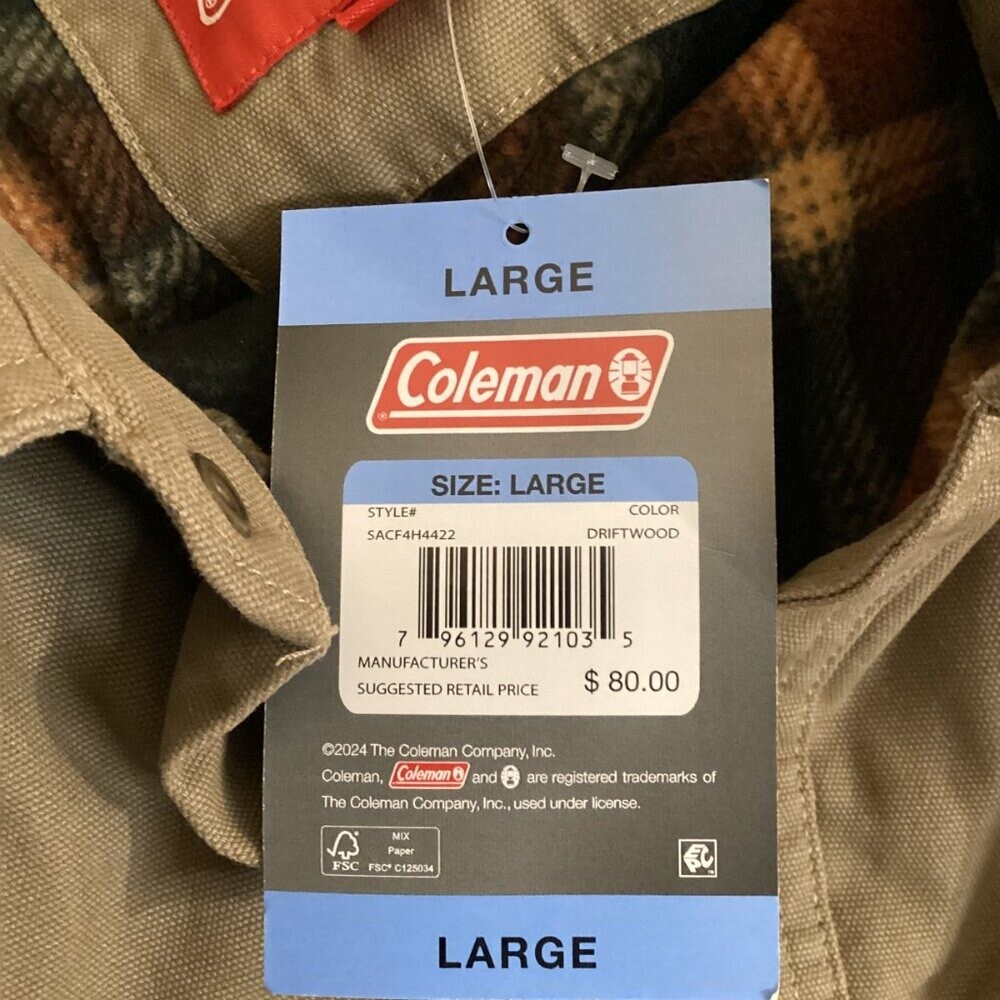 LARGE
Coleman
®
SIZE: LARGE
STYLE# COLOR
SACF4H4422 DRIFTWOOD
7 96129 92103 5
MANUFACTURER'S
SUGGESTED RETAIL PRICE $ 80.00
©2024 The Coleman Company, Inc.
Coleman, Coleman and are registered trademarks of
The Coleman Company, Inc., used under license.
MIX
Paper
FSC FSC® C125034
LARGE